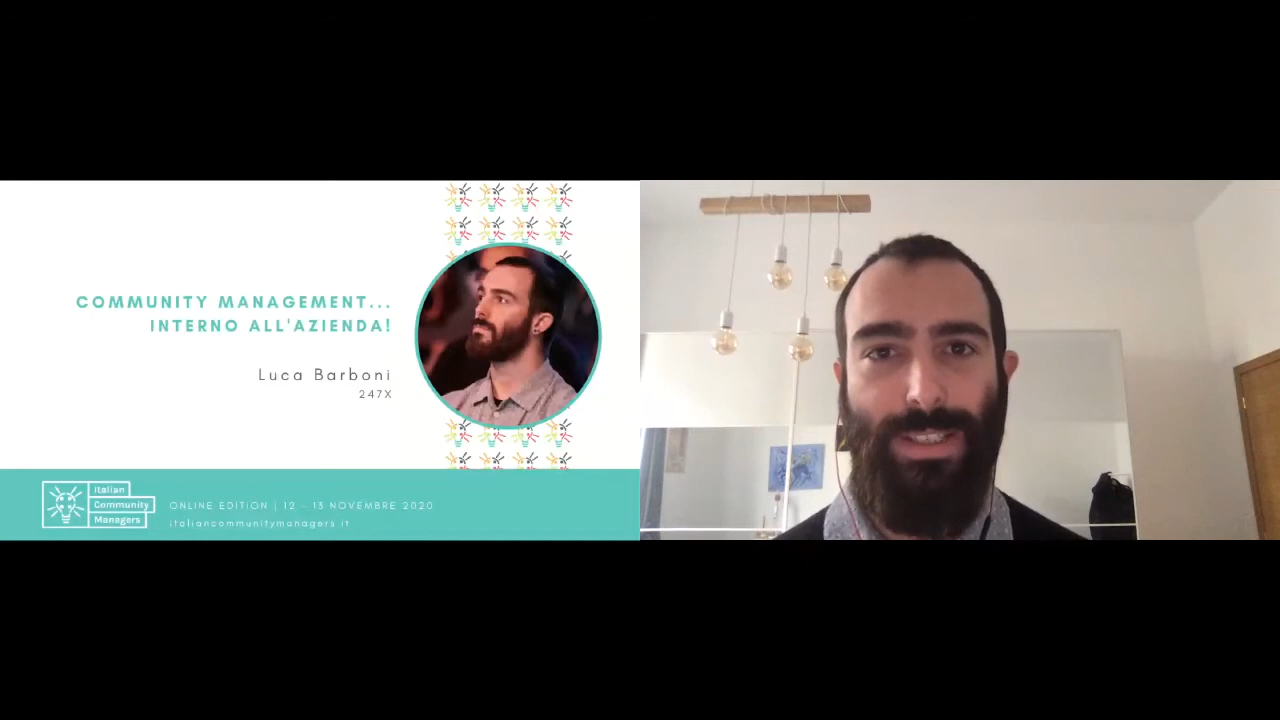 COMMUNITY MANAGEMENT...
INTERNO ALL'AZIENDA!
Luca Barboni
247X
Italian
Community
Managers
ONLINE EDITION | 12 - 13 NOVEMBRE 2020
italiancommunitymanagers.it